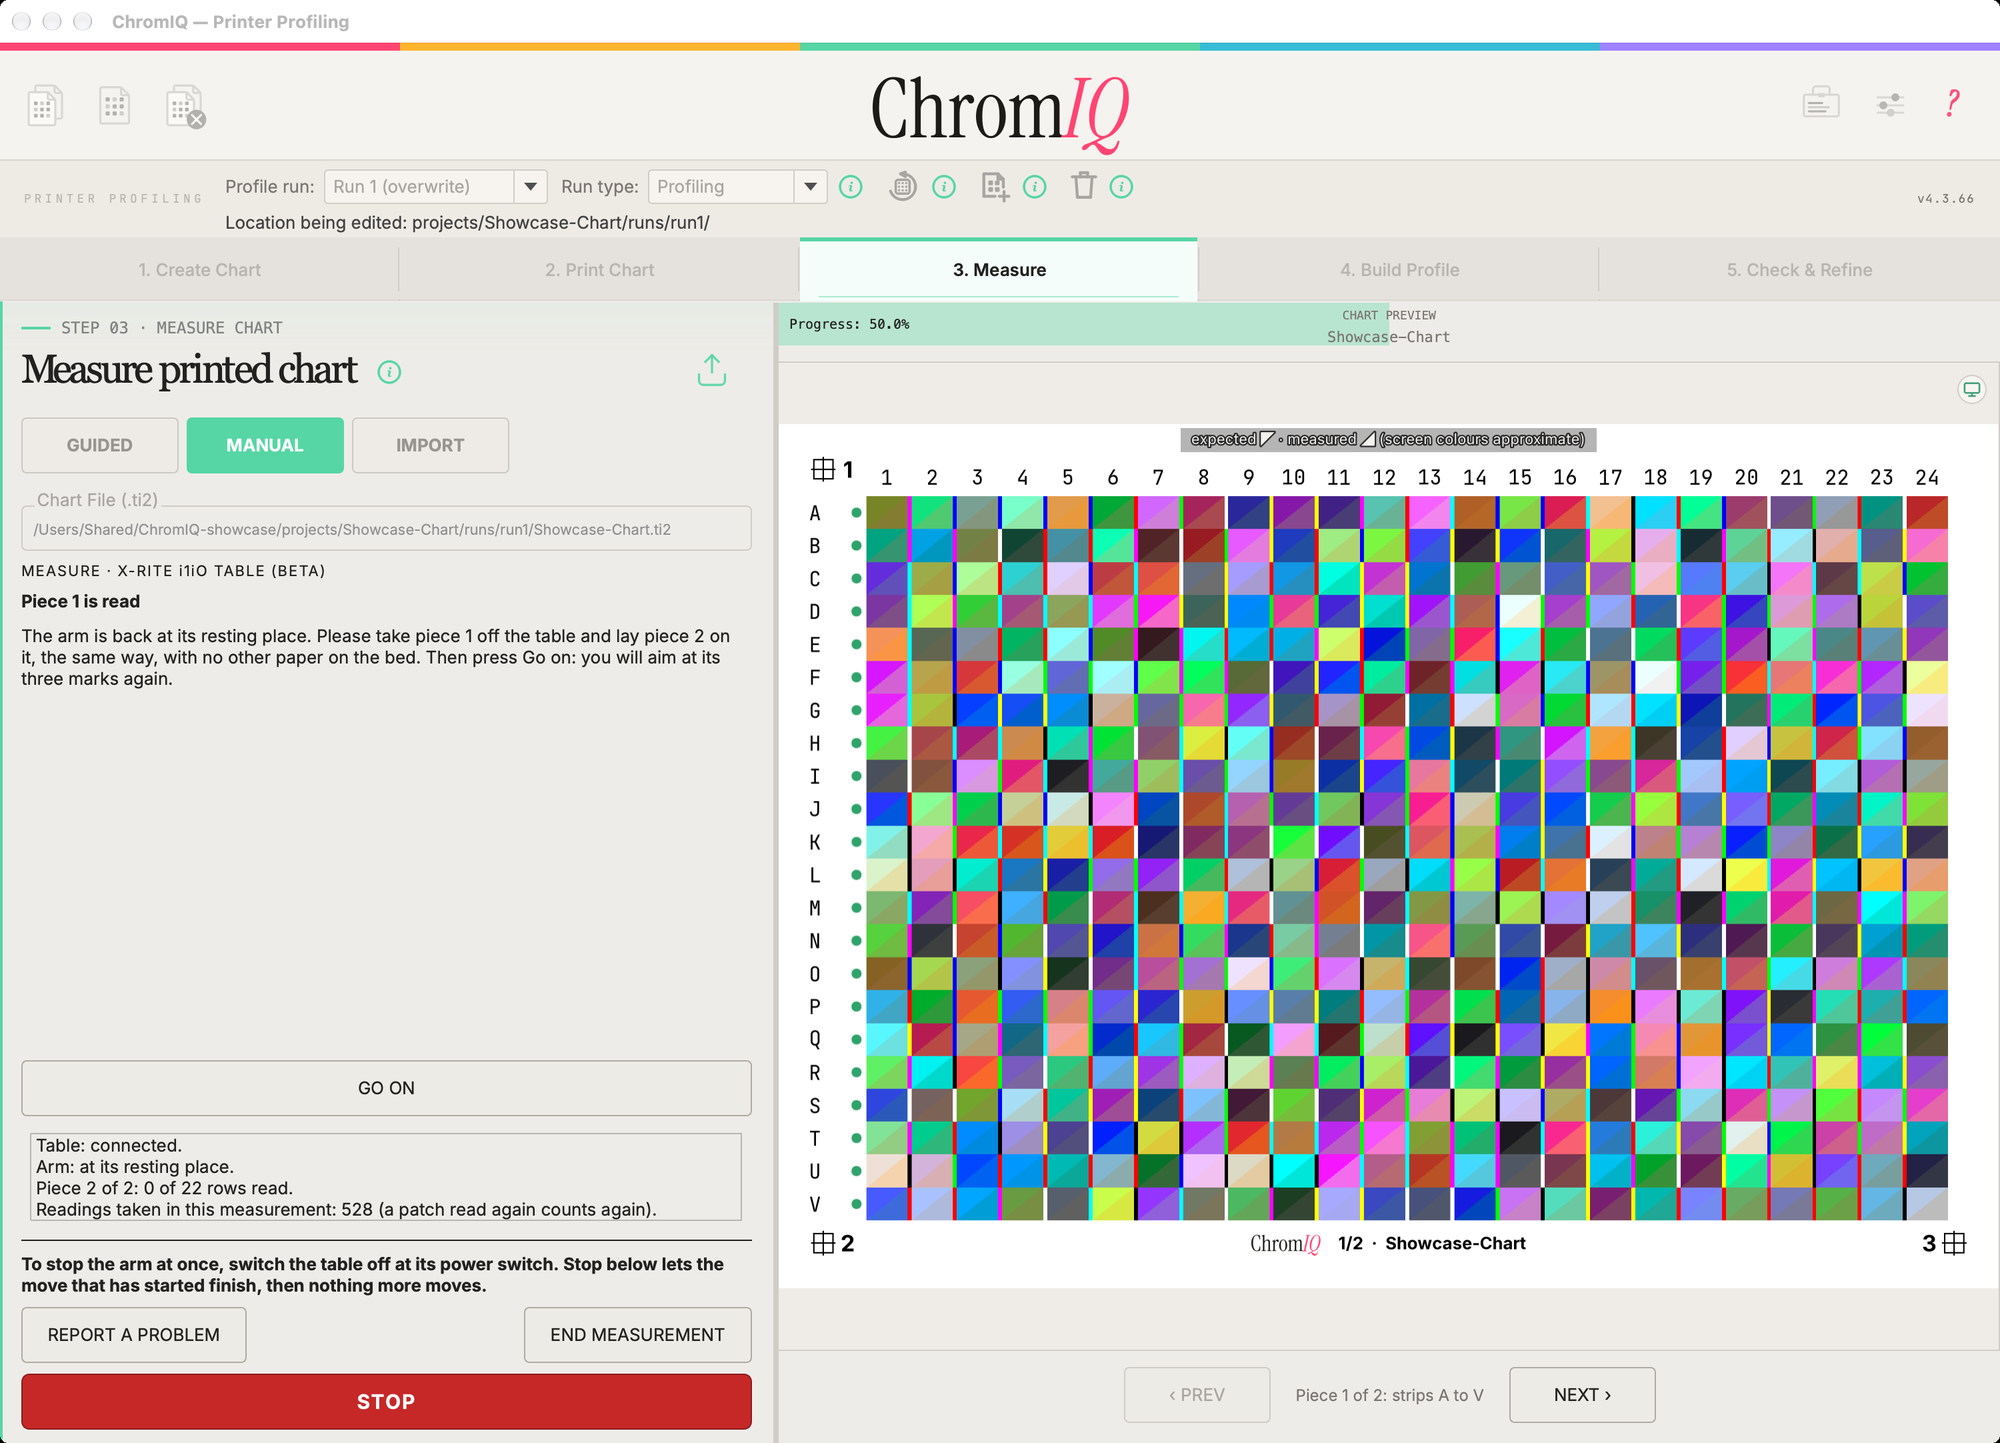 ChromIQ — Printer Profiling
ChromIQ
?
PRINTER PROFILING
Profile run:
Run 1 (overwrite)
Run type:
Profiling
v4.3.66
Location being edited: projects/Showcase-Chart/runs/run1/
1. Create Chart
2. Print Chart
3. Measure
4. Build Profile
5. Check & Refine
STEP 03 · MEASURE CHART
Measure printed chart
GUIDED
MANUAL
IMPORT
Chart File (.ti2)
/Users/Shared/ChromIQ-showcase/projects/Showcase-Chart/runs/run1/Showcase-Chart.ti2
MEASURE · X-RITE i1iO TABLE (BETA)
Piece 1 is read
The arm is back at its resting place. Please take piece 1 off the table and lay piece 2 on
it, the same way, with no other paper on the bed. Then press Go on: you will aim at its
three marks again.
GO ON
Table: connected.
Arm: at its resting place.
Piece 2 of 2: 0 of 22 rows read.
Readings taken in this measurement: 528 (a patch read again counts again).
To stop the arm at once, switch the table off at its power switch. Stop below lets the
move that has started finish, then nothing more moves.
REPORT A PROBLEM
END MEASUREMENT
STOP
Progress: 50.0%
CHART PREVIEW
Showcase-Chart
expected · measured (screen colours approximate)
1
1 2 3 4 5 6 7 8 9 10 11 12 13 14 15 16 17 18 19 20 21 22 23 24
A
B
C
D
E
F
G
H
I
J
K
L
M
N
O
P
Q
R
S
T
U
V
2
ChromIQ 1/2 · Showcase-Chart
3
‹ PREV
Piece 1 of 2: strips A to V
NEXT ›